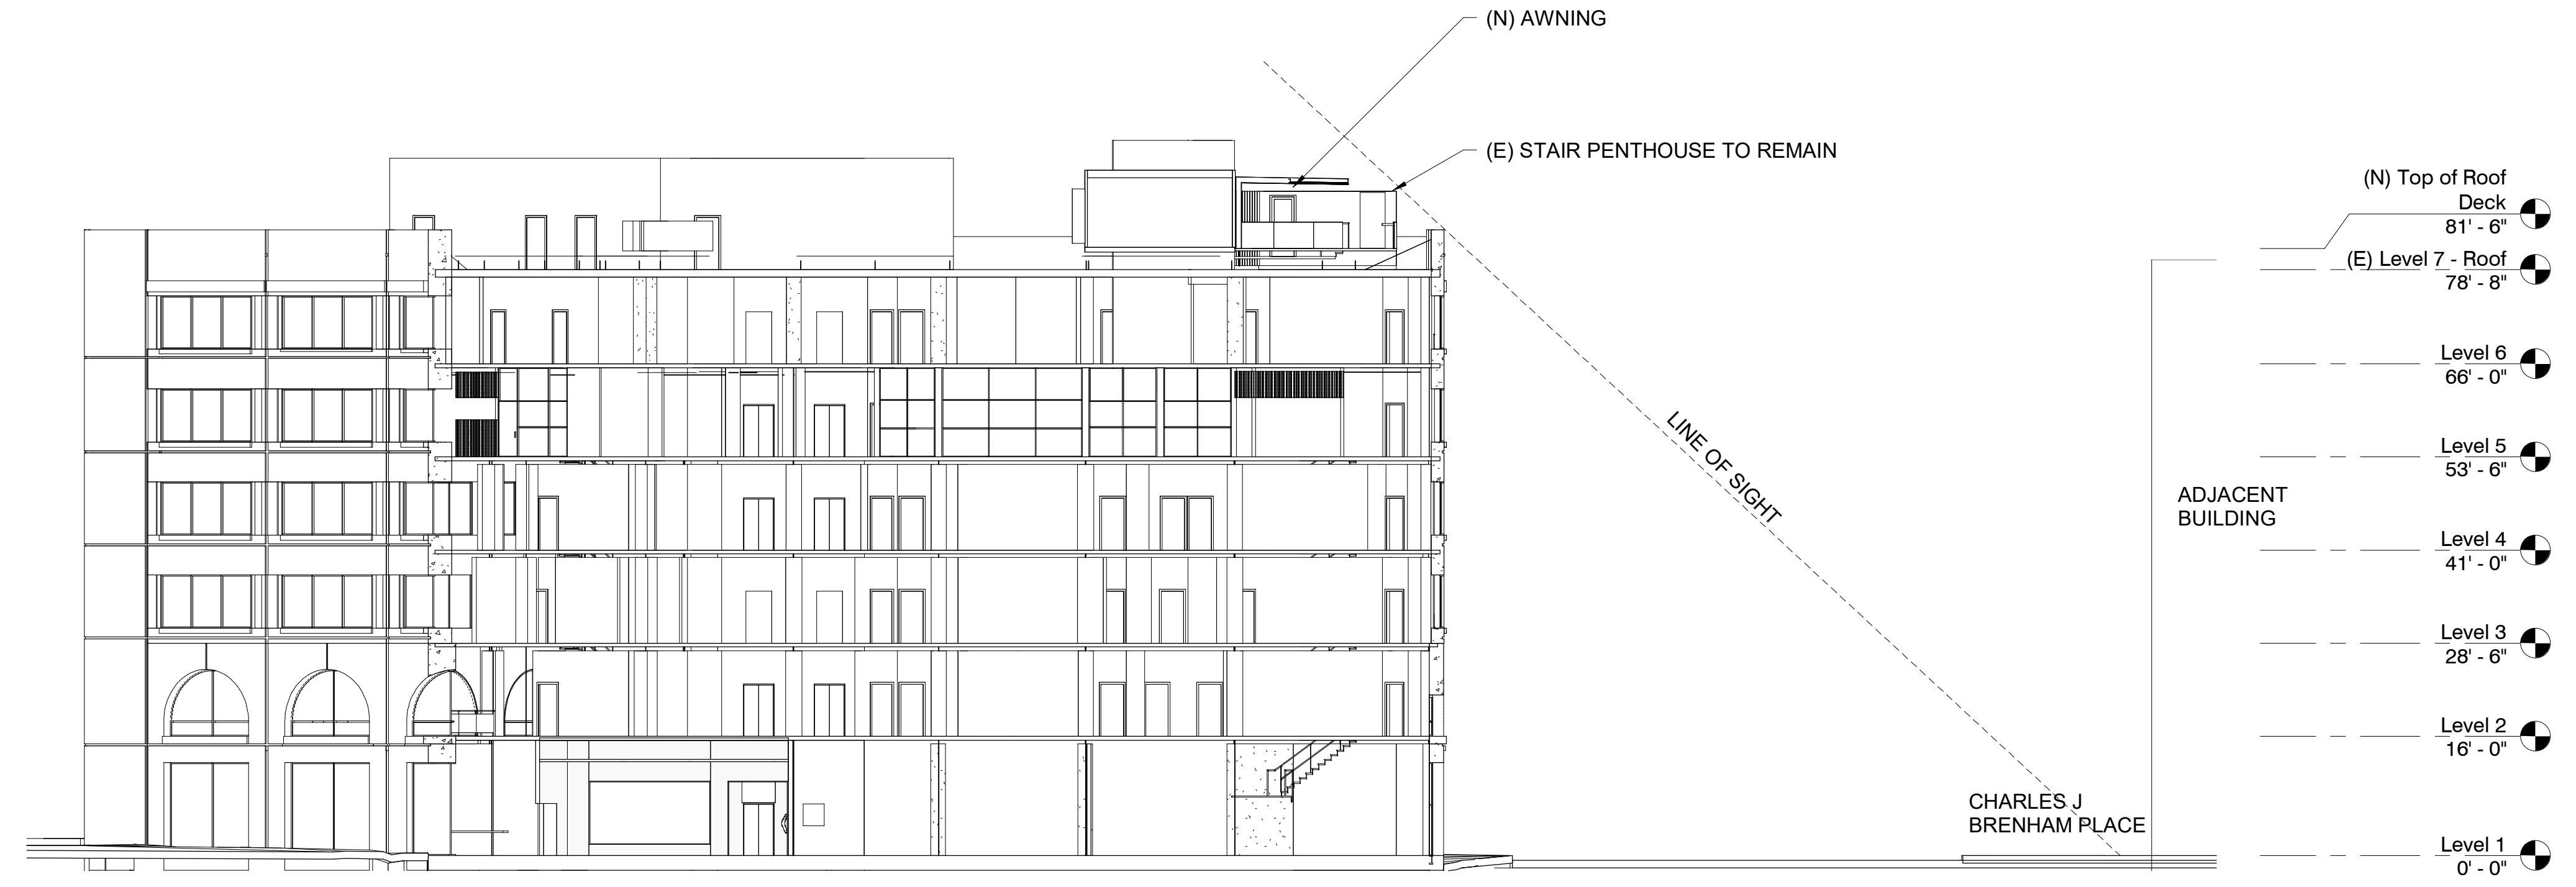 (N) AWNING
(E) STAIR PENTHOUSE TO REMAIN
(N) Top of Roof
Deck
81' - 6"
(E) Level 7 - Roof
78' - 8"
Level 6
66' - 0"
LINE OF SIGHT
Level 5
53' - 6"
ADJACENT
BUILDING
Level 4
41' - 0"
Level 3
28' - 6"
Level 2
16' - 0"
CHARLES J
BRENHAM PLACE
Level 1
0' - 0"